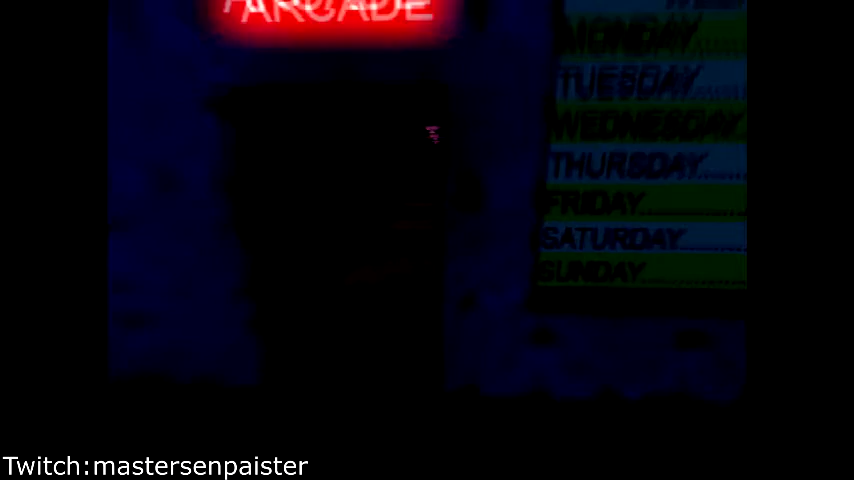 ARCADE
MONDAY
TUESDAY
WEDNESDAY
THURSDAY
FRIDAY
SATURDAY
SUNDAY
Twitch:mastersenpaister